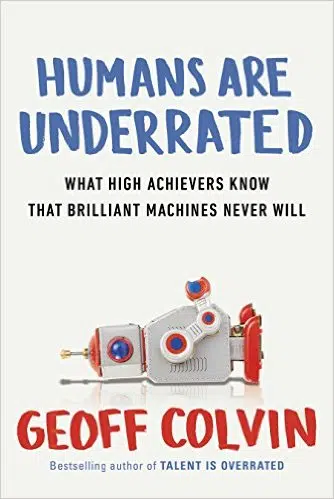 HUMANS ARE
UNDERRATED
WHAT HIGH ACHIEVERS KNOW
THAT BRILLIANT MACHINES NEVER WILL
GEOFF COLVIN
Bestselling author of TALENT IS OVERRATED